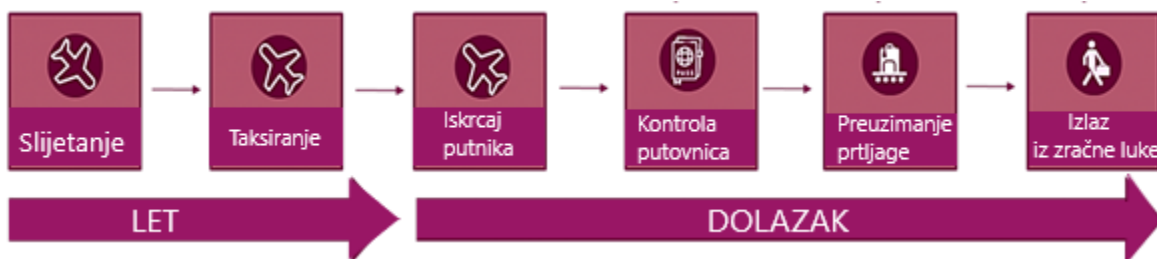 Slijetanje
Taksiranje
Iskrcaj
putnika
Kontrola
putovnica
Preuzimanje
prtljage
Izlaz
iz zračne luke
LET
DOLAZAK